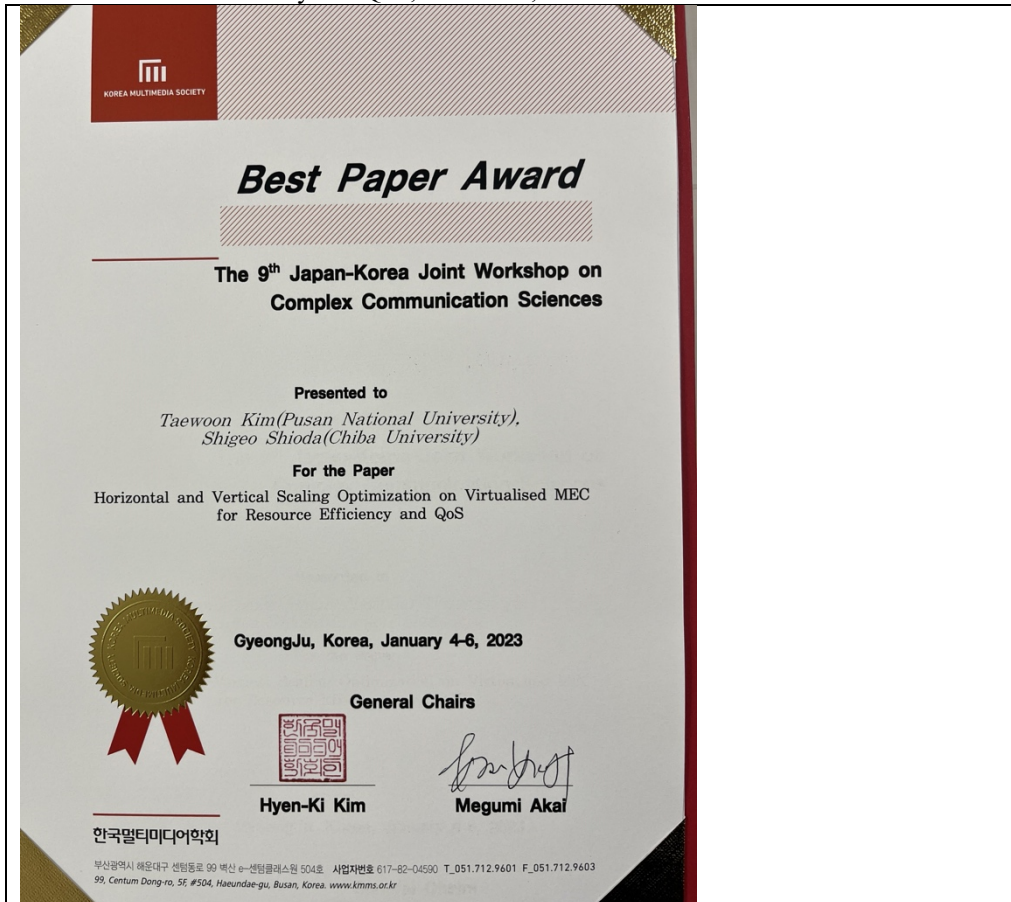 KOREA MULTIMEDIA SOCIETY
Best Paper Award
The 9th Japan-Korea Joint Workshop on
Complex Communication Sciences
Presented to
Taewoon Kim(Pusan National University),
Shigeo Shioda(Chiba University)
For the Paper
Horizontal and Vertical Scaling Optimization on Virtualised MEC
for Resource Efficiency and QoS
GyeongJu, Korea, January 4-6, 2023
General Chairs
Hyen-Ki Kim
Megumi Akai
한국멀티미디어학회
부산광역시 해운대구 센텀동로 99 벽산 e-센텀클래스원 504호 사업자번호 617-82-04590 T_051.712.9601 F_051.712.9603
99, Centum Dong-ro, 5F, #504, Haeundae-gu, Busan, Korea. www.kmms.or.kr